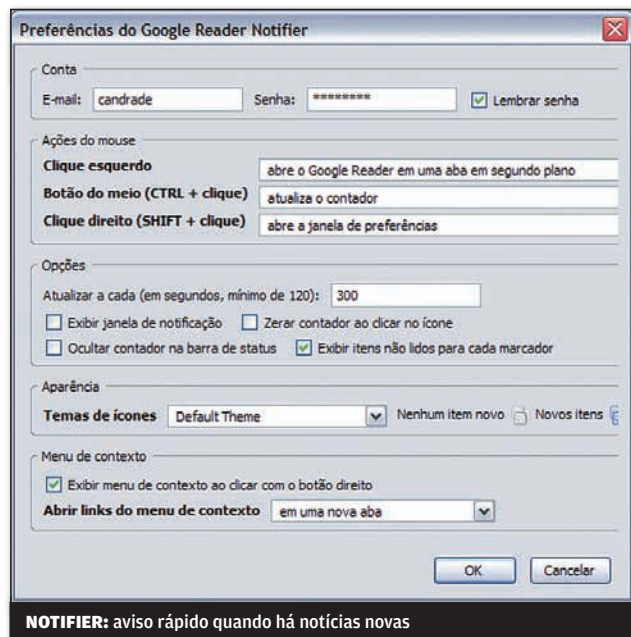 Preferências do Google Reader Notifier
Conta
E-mail: candrade Senha: ******** Lembrar senha
Ações do mouse
Clique esquerdo abre o Google Reader em uma aba em segundo plano
Botão do meio (CTRL + clique) atualiza o contador
Clique direito (SHIFT + clique) abre a janela de preferências
Opções
Atualizar a cada (em segundos, mínimo de 120): 300
Exibir janela de notificação Zerar contador ao clicar no ícone
Ocultar contador na barra de status Exibir itens não lidos para cada marcador
Aparência
Temas de ícones Default Theme Nenhum item novo Novos itens
Menu de contexto
Exibir menu de contexto ao clicar com o botão direito
Abrir links do menu de contexto em uma nova aba
OK Cancelar
NOTIFIER: aviso rápido quando há notícias novas